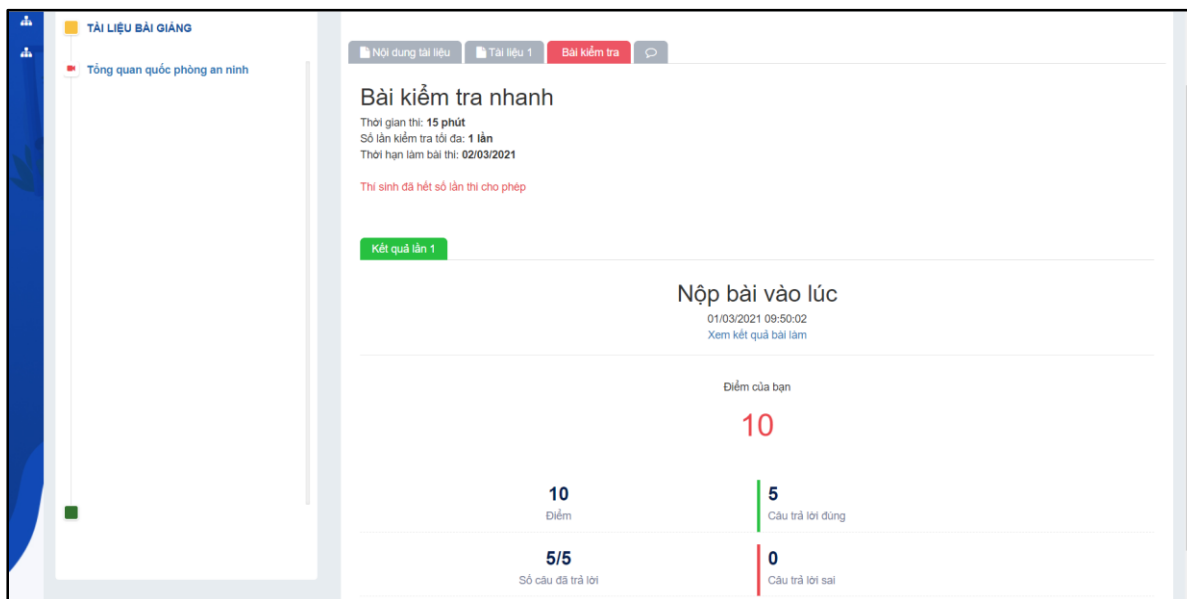 TÀI LIỆU BÀI GIẢNG
Tổng quan quốc phòng an ninh
Nội dung tài liệu
Tài liệu 1
Bài kiểm tra
Bài kiểm tra nhanh
Thời gian thi: 15 phút
Số lần kiểm tra tối đa: 1 lần
Thời hạn làm bài thi: 02/03/2021
Thí sinh đã hết số lần thi cho phép
Kết quả lần 1
Nộp bài vào lúc
01/03/2021 09:50:02
Xem kết quả bài làm
Điểm của bạn
10
10
Điểm
5
Câu trả lời đúng
5/5
Số câu đã trả lời
0
Câu trả lời sai